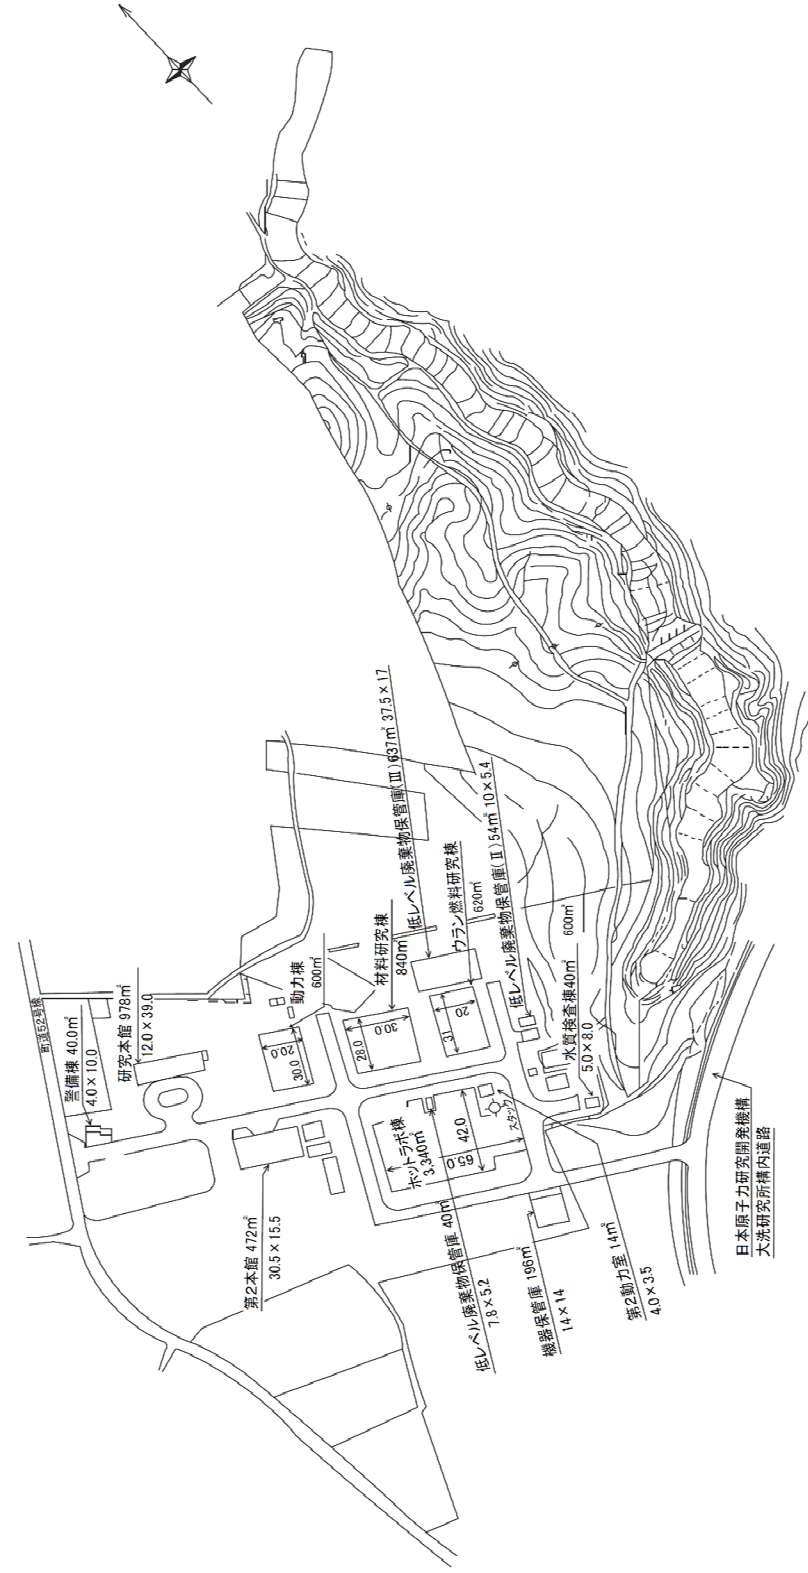 町道52号線
警備棟 40.0㎡
4.0×10.0
研究本館 978㎡
12.0×39.0
動力棟
600㎡
20.0
30.0
材料研究棟
840㎡
30.0
28.0
低レベル廃棄物保管庫(Ⅲ)637㎡ 37.5×17
ウラン燃料研究棟
620㎡
20
31
低レベル廃棄物保管庫(Ⅱ)54㎡ 10×5.4
600㎡
水質検査棟40㎡
5.0×8.0
第2本館 472㎡
30.5×15.5
ホットラボ棟
3,340㎡
42.0
65.0
スタック
低レベル廃棄物保管庫 40㎡
7.8×5.2
機器保管庫 196㎡
14×14
第2動力室 14㎡
4.0×3.5
日本原子力研究開発機構
大洗研究所構内道路